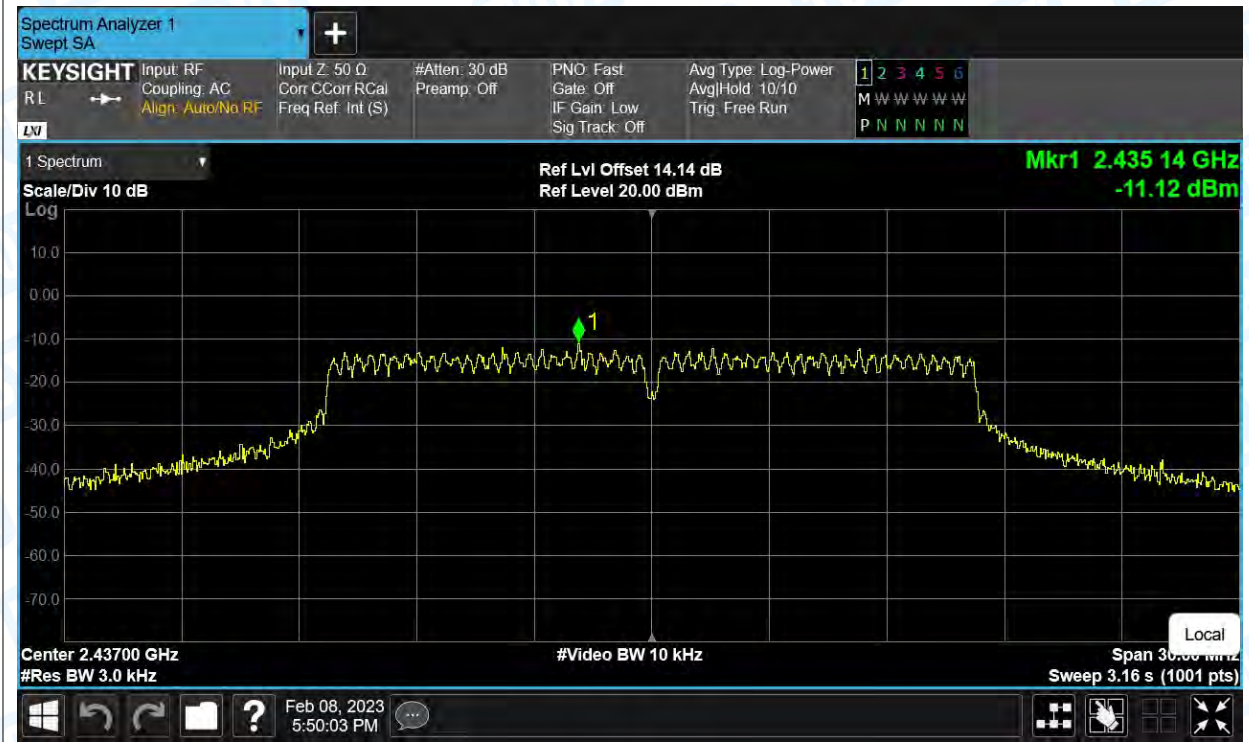 Spectrum Analyzer 1
Swept SA
+
KEYSIGHT
RL
LXI
Input: RF
Coupling: AC
Align: Auto/No RF
Input Z: 50 Ω
Corr CCorr RCal
Freq Ref: Int (S)
#Atten: 30 dB
Preamp: Off
PNO: Fast
Gate: Off
IF Gain: Low
Sig Track: Off
Avg Type: Log-Power
Avg|Hold: 10/10
Trig: Free Run
1 2 3 4 5 6
M W W W W W
P N N N N N
1 Spectrum
Scale/Div 10 dB
Log
Ref Lvl Offset 14.14 dB
Ref Level 20.00 dBm
Mkr1 2.435 14 GHz
-11.12 dBm
10.0
0.00
-10.0
-20.0
-30.0
-40.0
-50.0
-60.0
-70.0
1
Local
Center 2.43700 GHz
#Res BW 3.0 kHz
#Video BW 10 kHz
Span 30.00 MHz
Sweep 3.16 s (1001 pts)
?
Feb 08, 2023
5:50:03 PM